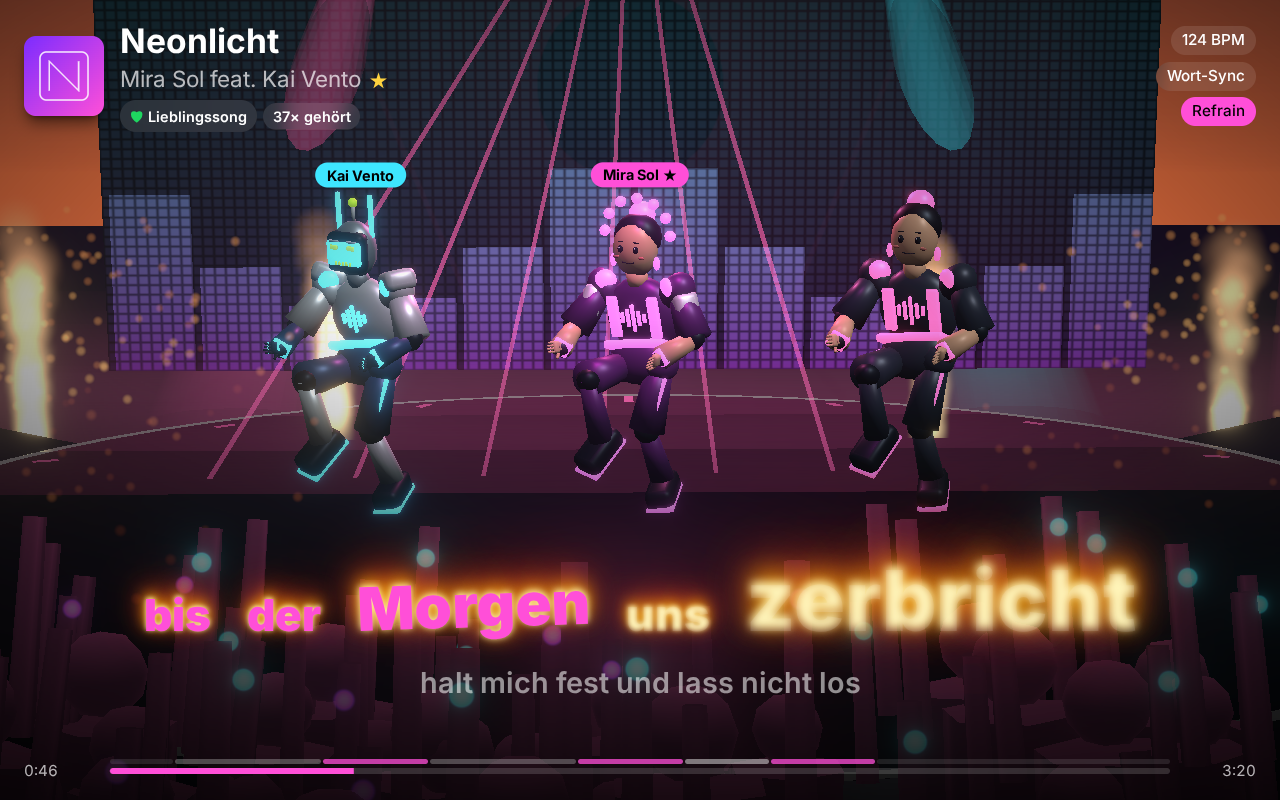 N
Neonlicht
Mira Sol feat. Kai Vento ★
Lieblingssong
37× gehört
124 BPM
Wort-Sync
Refrain
Kai Vento
Mira Sol ★
bis der Morgen uns zerbricht
halt mich fest und lass nicht los
0:46
3:20